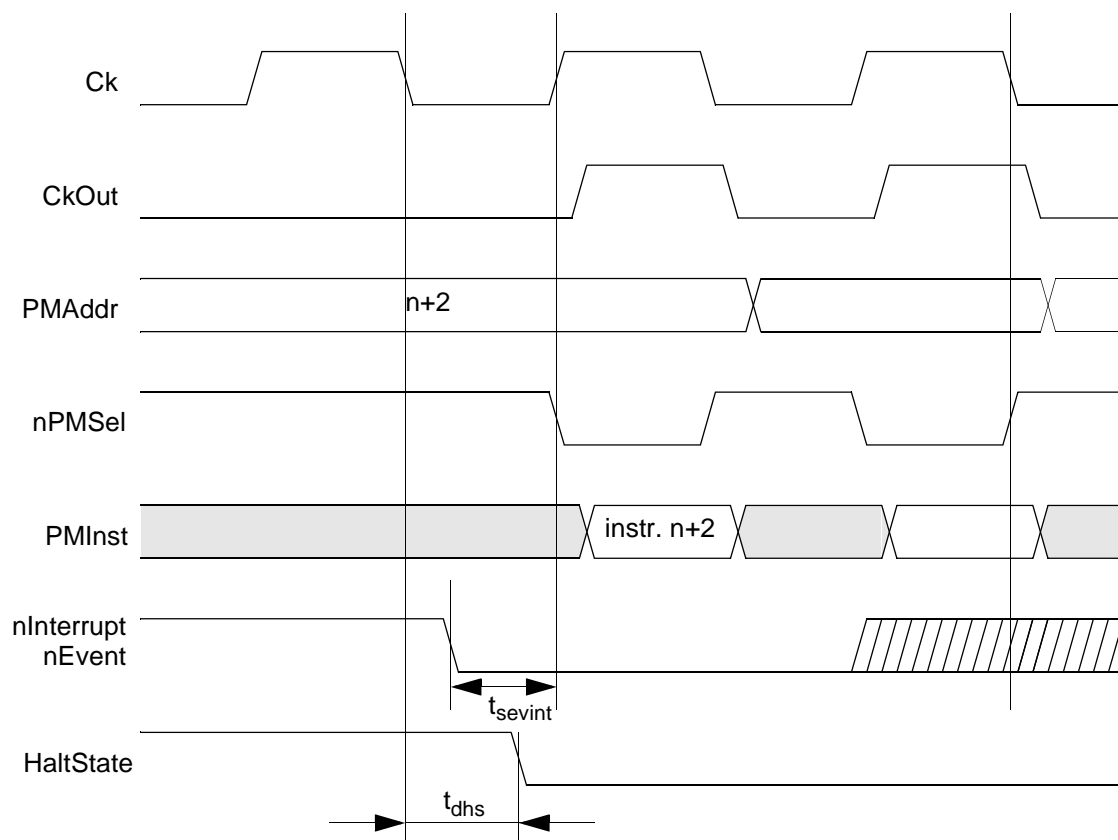 Ck
CkOut
PMAddr
n+2
nPMSel
PMInst
instr. n+2
nInterrupt
nEvent
tsevint
HaltState
tdhs